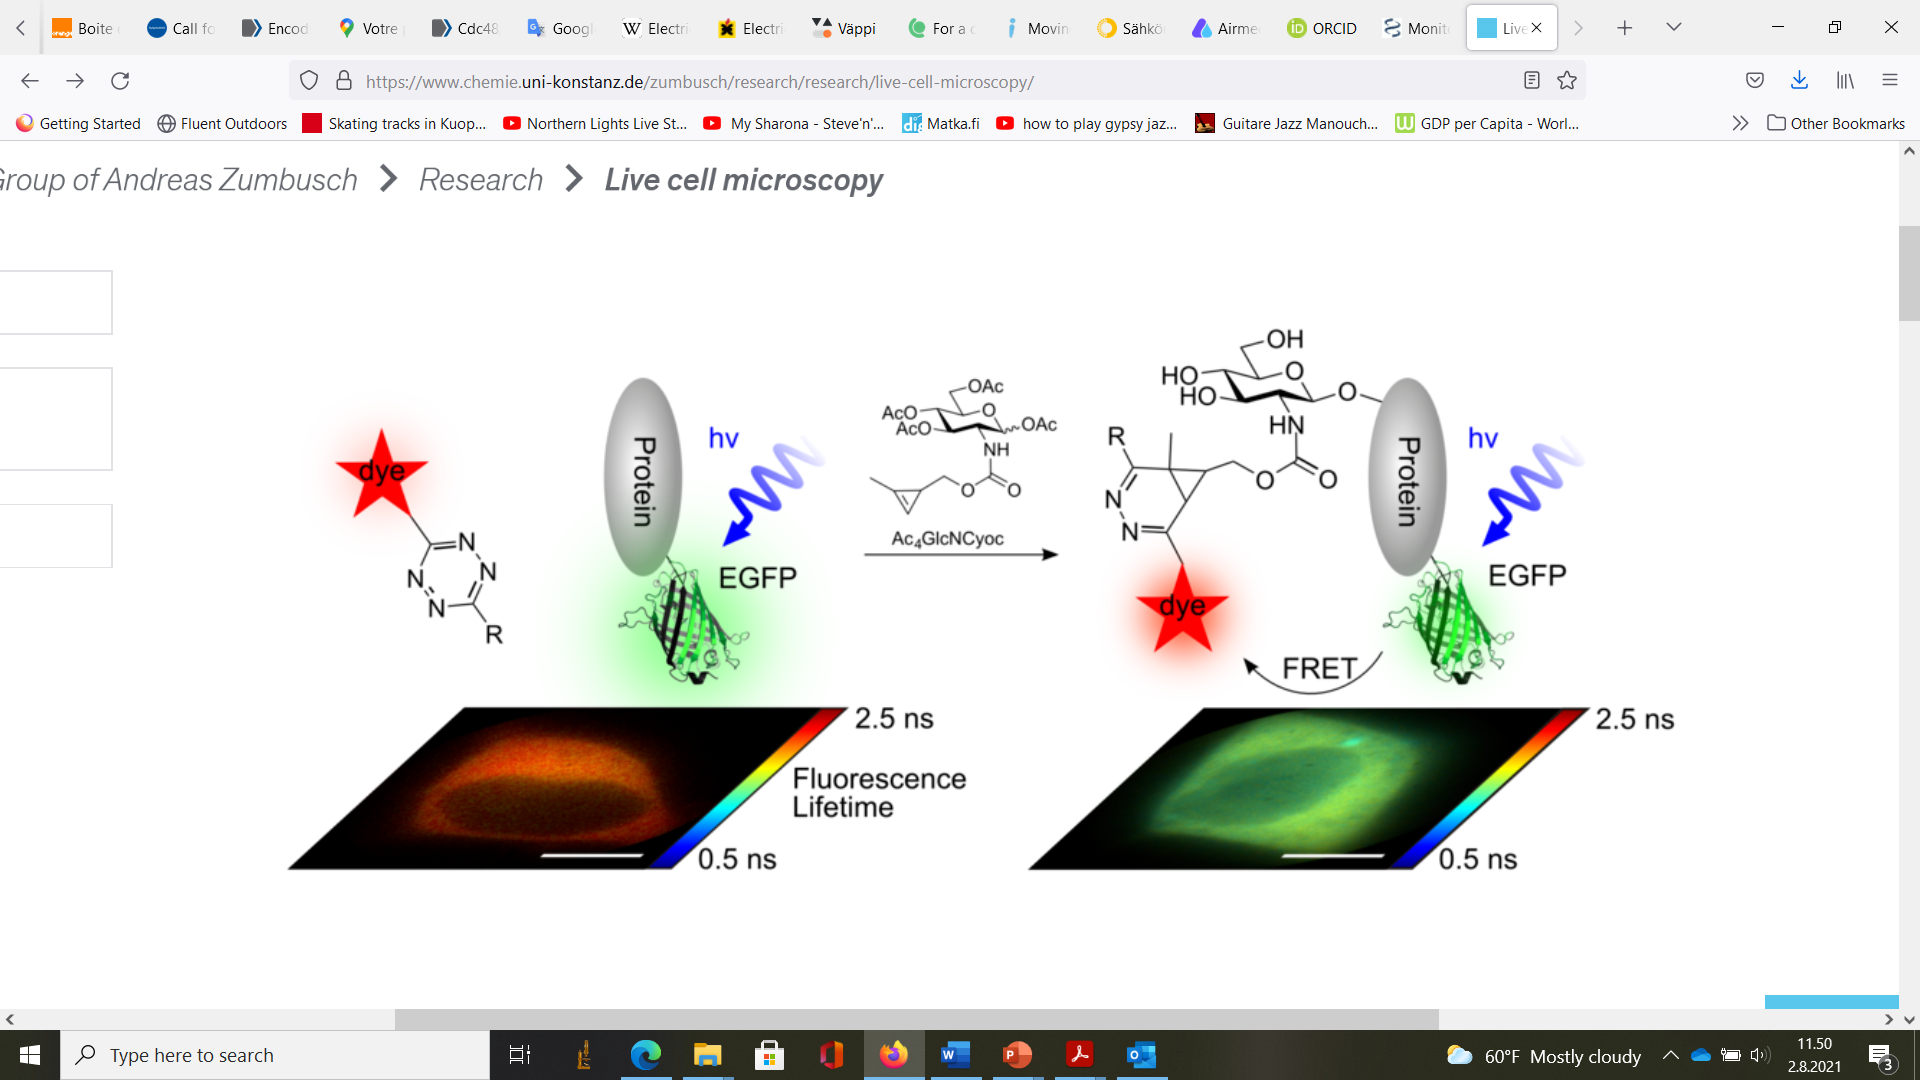 Boite
Call fo
Encod
Votre
Cdc48
Googl
W Electri
Electri
Väppi
For a c
Movin
Sähkö
Airme
iD ORCID
Monit
Live
https://www.chemie.uni-konstanz.de/zumbusch/research/research/live-cell-microscopy/
Getting Started
Fluent Outdoors
Skating tracks in Kuop...
Northern Lights Live St...
My Sharona - Steve'n'...
Matka.fi
how to play gypsy jaz...
Guitare Jazz Manouch...
GDP per Capita - Worl...
Other Bookmarks
Group of Andreas Zumbusch > Research > Live cell microscopy
dye
N
N
N
N
R
Protein
hv
EGFP
OAc
AcO
O
AcO
OAc
NH
O
O
Ac4GlcNCyoc
OH
HO
O
HO
O
HN
R
O
O
N
N
dye
Protein
hv
EGFP
FRET
2.5 ns
Fluorescence
Lifetime
0.5 ns
2.5 ns
0.5 ns
Type here to search
60°F Mostly cloudy
11.50
2.8.2021
3